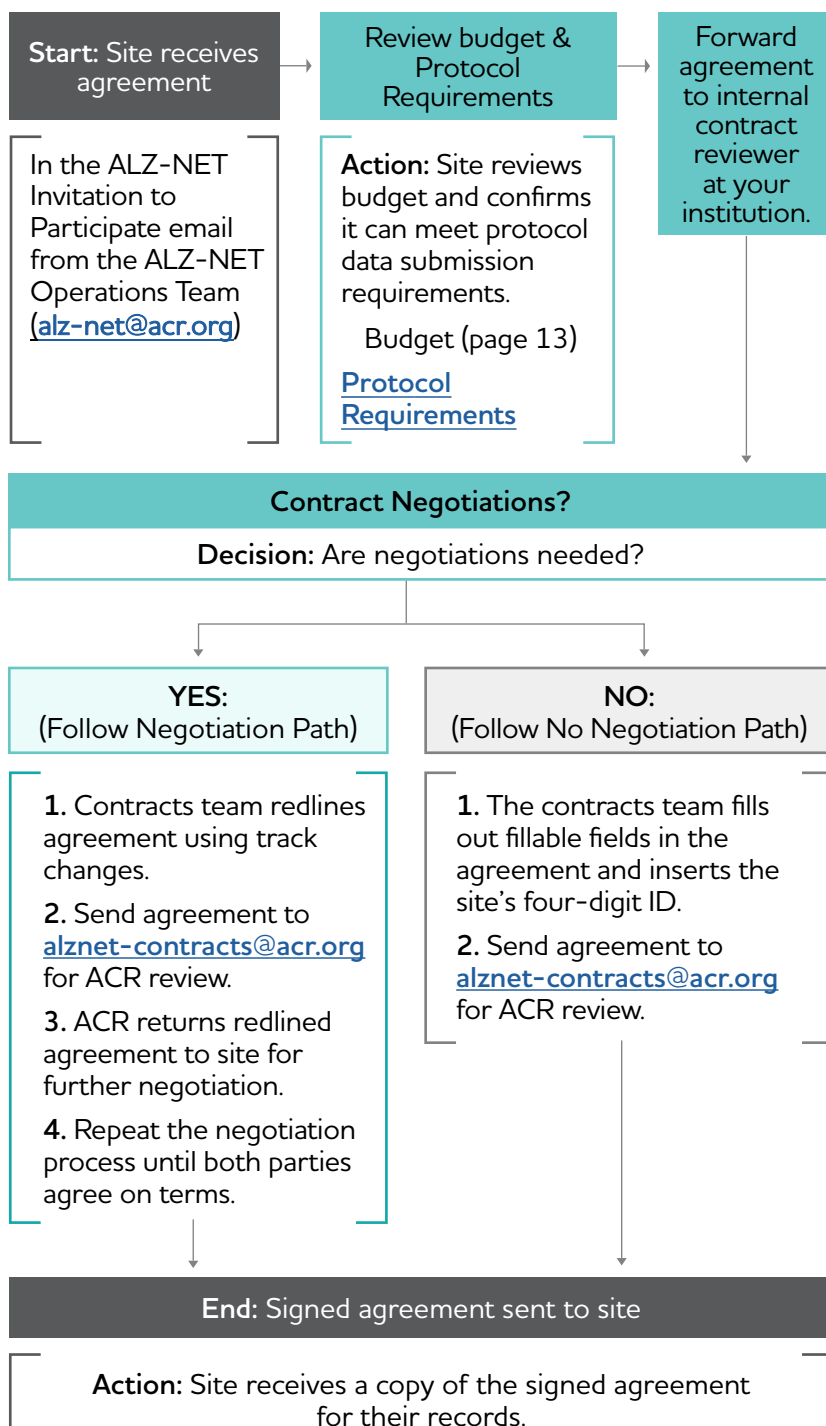 Start: Site receives
agreement
Review budget &
Protocol
Requirements
Forward
agreement
to internal
contract
reviewer
at your
institution.
In the ALZ-NET
Invitation to
Participate email
from the ALZ-NET
Operations Team
(alz-net@acr.org)
Action: Site reviews
budget and confirms
it can meet protocol
data submission
requirements.
Budget (page 13)
Protocol
Requirements
Contract Negotiations?
Decision: Are negotiations needed?
YES:
(Follow Negotiation Path)
1. Contracts team redlines
agreement using track
changes.
2. Send agreement to
alznet-contracts@acr.org
for ACR review.
3. ACR returns redlined
agreement to site for
further negotiation.
4. Repeat the negotiation
process until both parties
agree on terms.
NO:
(Follow No Negotiation Path)
1. The contracts team fills
out fillable fields in the
agreement and inserts the
site's four-digit ID.
2. Send agreement to
alznet-contracts@acr.org
for ACR review.
End: Signed agreement sent to site
Action: Site receives a copy of the signed agreement
for their records.